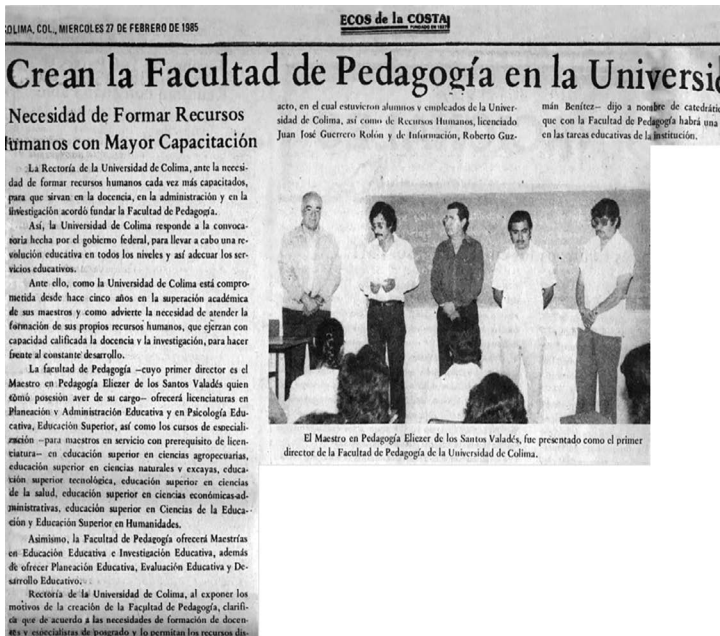 COLIMA, COL., MIERCOLES 27 DE FEBRERO DE 1985
ECOS de la COSTA
FUNDADO EN 1927
Crean la Facultad de Pedagogía en la Universid
Necesidad de Formar Recursos
Humanos con Mayor Capacitación
La Rectoría de la Universidad de Colima, ante la necesi-
dad de formar recursos humanos cada vez más capacitados,
para que sirvan en la docencia, en la administración y en la
investigación acordó fundar la Facultad de Pedagogía.
Así, la Universidad de Colima responde a la convoca-
toria hecha por el gobierno federal, para llevar a cabo una re-
volución educativa en todos los niveles y así adecuar los ser-
vicios educativos.
Ante ello, como la Universidad de Colima está compro-
metida desde hace cinco años en la superación académica
de sus maestros y como advierte la necesidad de atender la
formación de sus propios recursos humanos, que ejerzan con
capacidad calificada la docencia y la investigación, para hacer
frente al constante desarrollo.
La facultad de Pedagogía —cuyo primer director es el
Maestro en Pedagogía Eliezer de los Santos Valadés quien
tomó posesión ayer de su cargo— ofrecerá licenciaturas en
Planeación y Administración Educativa y en Psicología Edu-
cativa, Educación Superior, así como los cursos de especiali-
zación —para maestros en servicio con prerequisito de licen-
ciatura— en educación superior en ciencias agropecuarias,
educación superior en ciencias naturales y excayas, educa-
ción superior tecnológica, educación superior en ciencias
de la salud, educación superior en ciencias económicas-ad-
ministrativas, educación superior en Ciencias de la Educa-
ción y Educación Superior en Humanidades.
Asimismo, la Facultad de Pedagogía ofrecerá Maestrías
en Educación Educativa e Investigación Educativa, además
de ofrecer Planeación Educativa, Evaluación Educativa y De-
sarrollo Educativo.
Rectoría de la Universidad de Colima, al exponer los
motivos de la creación de la Facultad de Pedagogía, clarifi-
ca que de acuerdo a las necesidades de formación de docen-
tes y especialistas de posgrado y lo permitan los recursos dis-
acto, en el cual estuvieron alumnos y empleados de la Univer-
sidad de Colima, así como de Recursos Humanos, licenciado
Juan José Guerrero Rolón y de Información, Roberto Guz-
mán Benítez— dijo a nombre de catedrátic
que con la Facultad de Pedagogía habrá una
en las tareas educativas de la institución.
El Maestro en Pedagogía Eliezer de los Santos Valadés, fue presentado como el primer
director de la Facultad de Pedagogía de la Universidad de Colima.